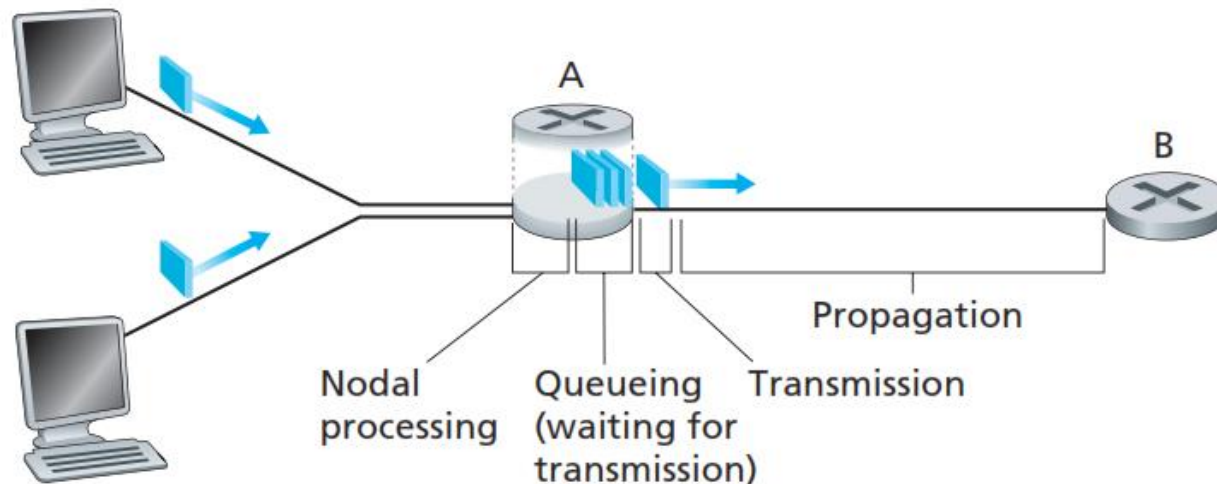 A
B
Propagation
Nodal
processing
Queueing
(waiting for
transmission)
Transmission